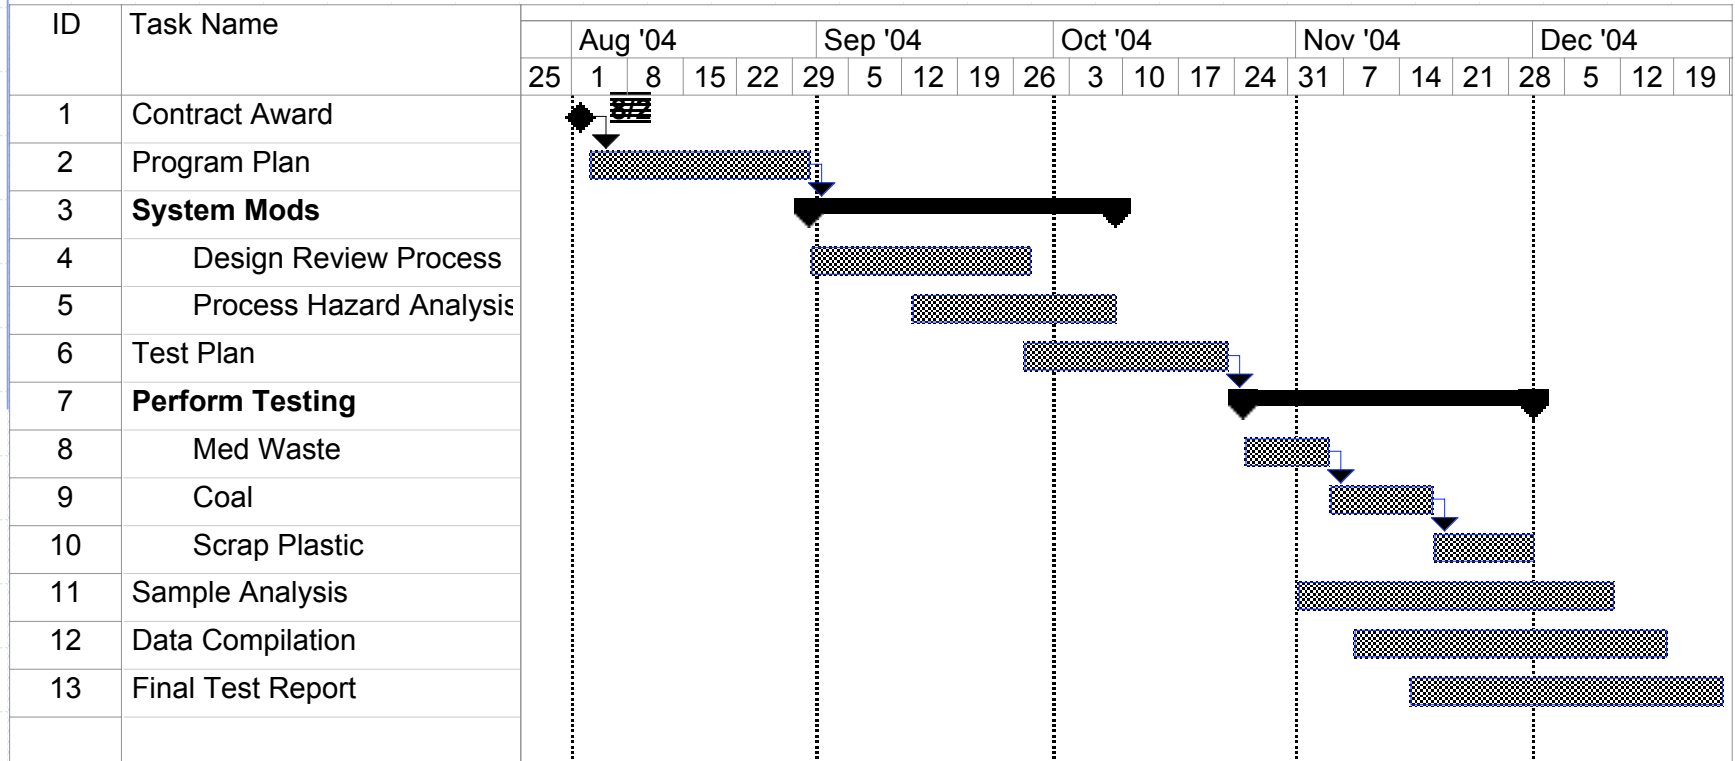 ID Task Name
Aug '04 Sep '04 Oct '04 Nov '04 Dec '04
25 1 8 15 22 29 5 12 19 26 3 10 17 24 31 7 14 21 28 5 12 19
1 Contract Award 8/2
2 Program Plan
3 System Mods
4 Design Review Process
5 Process Hazard Analysis
6 Test Plan
7 Perform Testing
8 Med Waste
9 Coal
10 Scrap Plastic
11 Sample Analysis
12 Data Compilation
13 Final Test Report